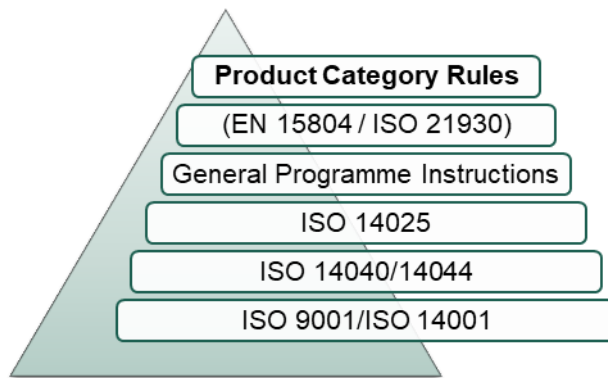 Product Category Rules
(EN 15804 / ISO 21930)
General Programme Instructions
ISO 14025
ISO 14040/14044
ISO 9001/ISO 14001